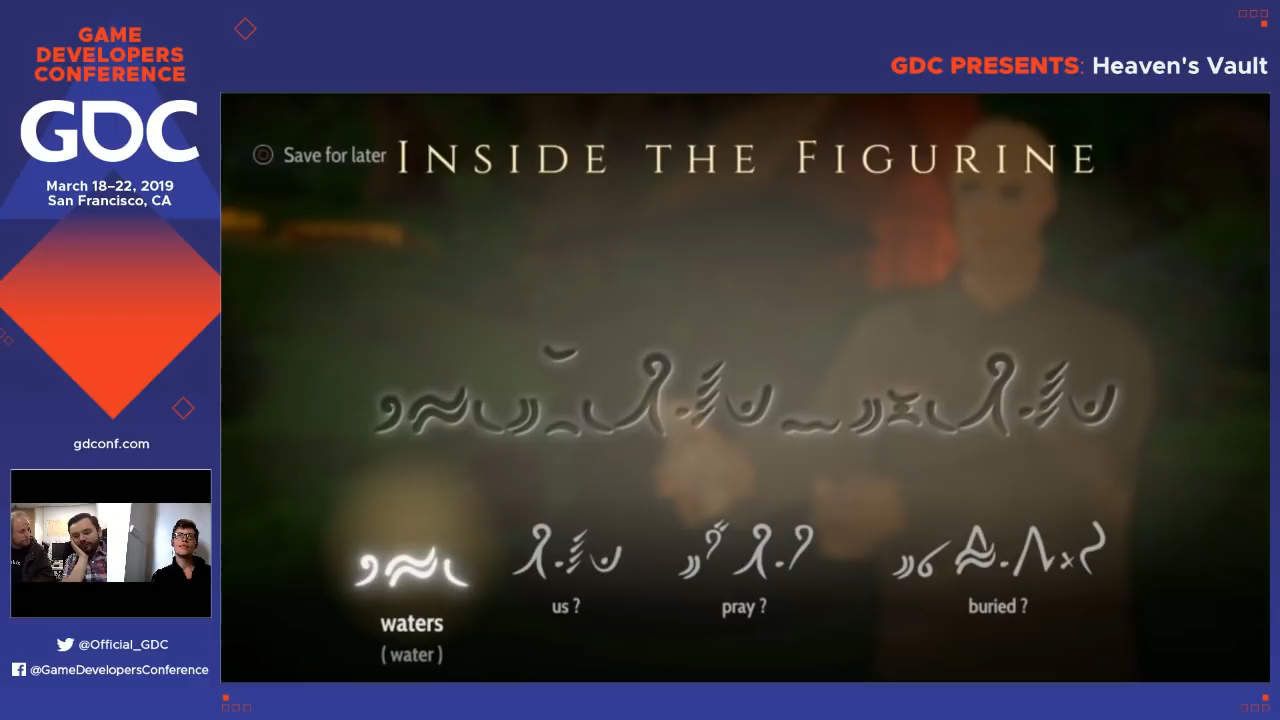 GAME
DEVELOPERS
CONFERENCE
GDC
March 18–22, 2019
San Francisco, CA
gdconf.com
@Official_GDC
@GameDevelopersConference
GDC PRESENTS: Heaven's Vault
Save for later
INSIDE THE FIGURINE
waters
( water )
us ?
pray ?
buried ?